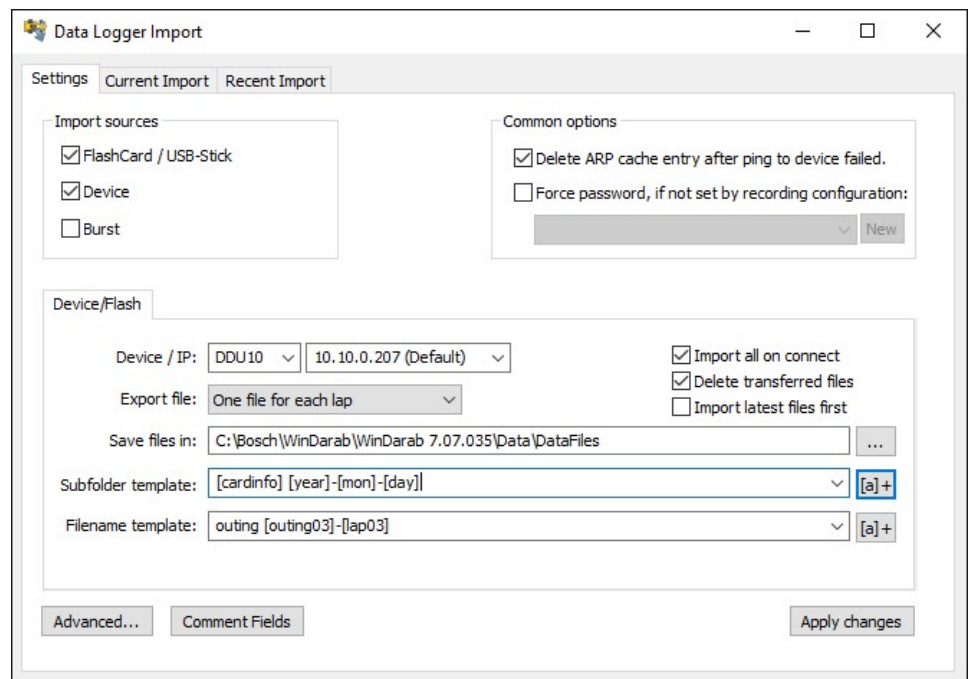 Data Logger Import
Settings Current Import Recent Import
Import sources
FlashCard / USB-Stick
Device
Burst
Common options
Delete ARP cache entry after ping to device failed.
Force password, if not set by recording configuration:
New
Device/Flash
Device / IP: DDU10 10.10.0.207 (Default)
Export file: One file for each lap
Import all on connect
Delete transferred files
Import latest files first
Save files in: C:\Bosch\WinDarab\WinDarab 7.07.035\Data\DataFiles ...
Subfolder template: [cardinfo] [year]-[mon]-[day] [a]+
Filename template: outing [outing03]-[lap03] [a]+
Advanced... Comment Fields Apply changes